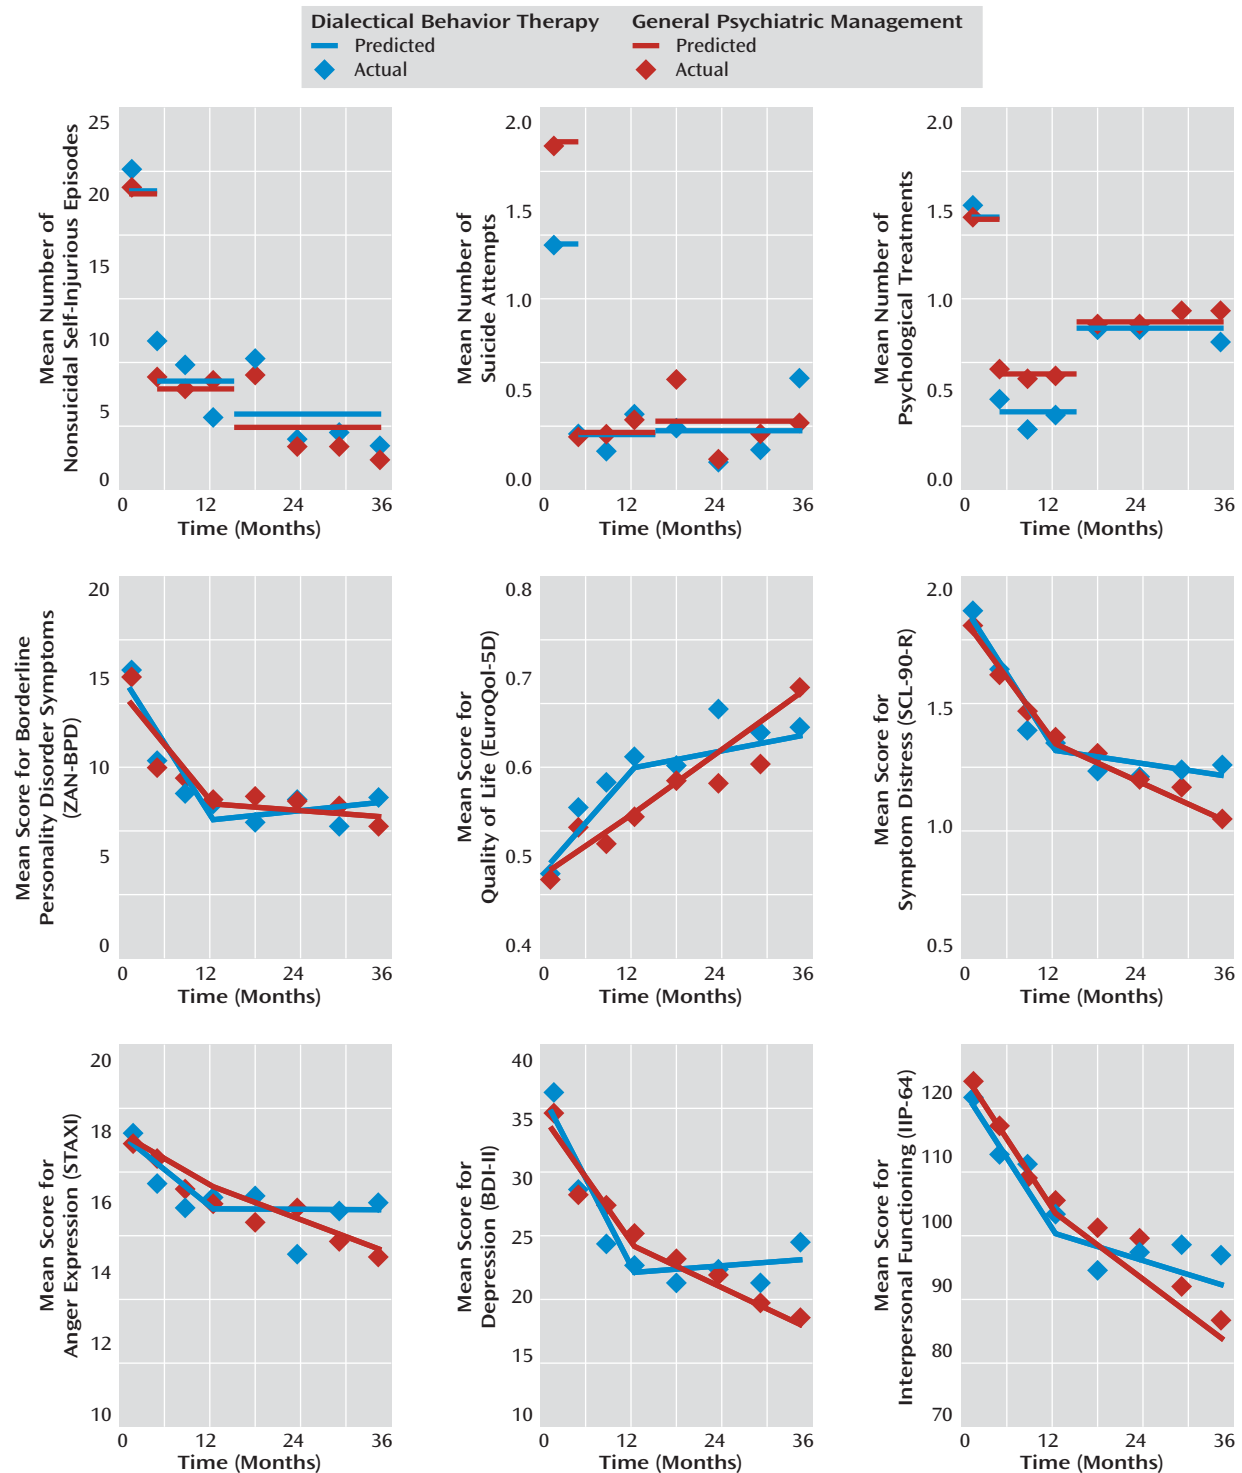 Dialectical Behavior Therapy
Predicted
Actual
General Psychiatric Management
Predicted
Actual
Mean Number of
Nonsuicidal Self-Injurious Episodes
25
20
15
10
5
0
0 12 24 36
Time (Months)
Mean Number of
Suicide Attempts
2.0
1.5
1.0
0.5
0.0
0 12 24 36
Time (Months)
Mean Number of
Psychological Treatments
2.0
1.5
1.0
0.5
0.0
0 12 24 36
Time (Months)
Mean Score for Borderline
Personality Disorder Symptoms
(ZAN-BPD)
20
15
10
5
0
0 12 24 36
Time (Months)
Mean Score for
Quality of Life (EuroQol-5D)
0.8
0.7
0.6
0.5
0.4
0 12 24 36
Time (Months)
Mean Score for
Symptom Distress (SCL-90-R)
2.0
1.5
1.0
0.5
0 12 24 36
Time (Months)
Mean Score for
Anger Expression (STAXI)
20
18
16
14
12
10
0 12 24 36
Time (Months)
Mean Score for
Depression (BDI-II)
40
35
30
25
20
15
10
0 12 24 36
Time (Months)
Mean Score for
Interpersonal Functioning (IIP-64)
120
110
100
90
80
70
0 12 24 36
Time (Months)